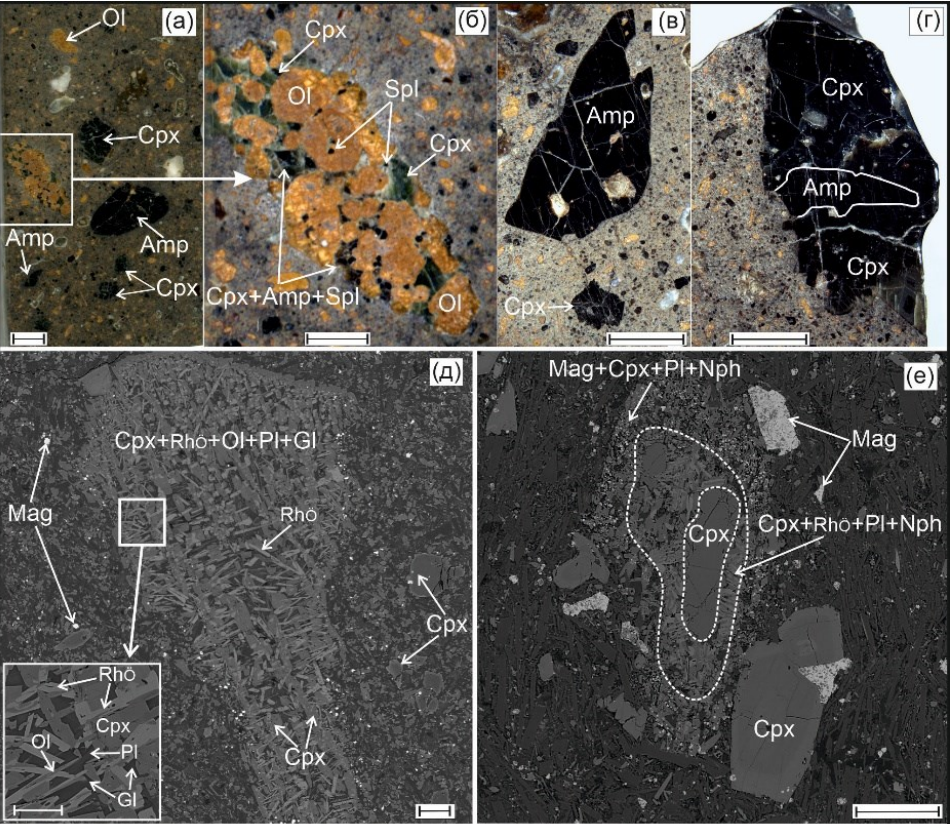 (а)
Ol
Cpx
Amp
Amp
Cpx
(б)
Cpx
Ol
Spl
Cpx
Cpx+Amp+Spl
Ol
(в)
Amp
Cpx
(г)
Cpx
Amp
Cpx
(д)
Cpx+Rhö+Ol+Pl+Gl
Mag
Rhö
Cpx
Cpx
Rhö
Cpx
Ol
Pl
Gl
(е)
Mag+Cpx+Pl+Nph
Mag
Cpx
Cpx+Rhö+Pl+Nph
Cpx